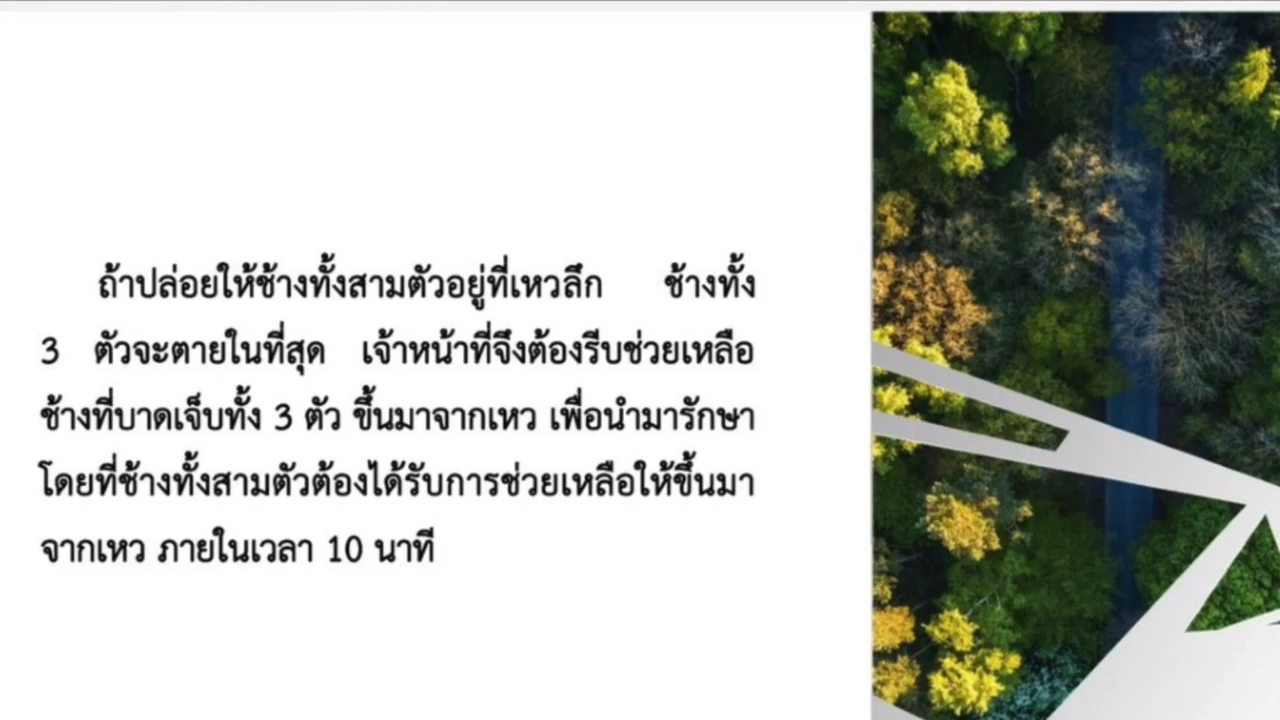 ถ้าปล่อยให้ช้างทั้งสามตัวอยู่ที่เหวลึก ช้างทั้ง
3 ตัวจะตายในที่สุด เจ้าหน้าที่จึงต้องรีบช่วยเหลือ
ช้างที่บาดเจ็บทั้ง 3 ตัว ขึ้นมาจากเหว เพื่อนำมารักษา
โดยที่ช้างทั้งสามตัวต้องได้รับการช่วยเหลือให้ขึ้นมา
จากเหว ภายในเวลา 10 นาที